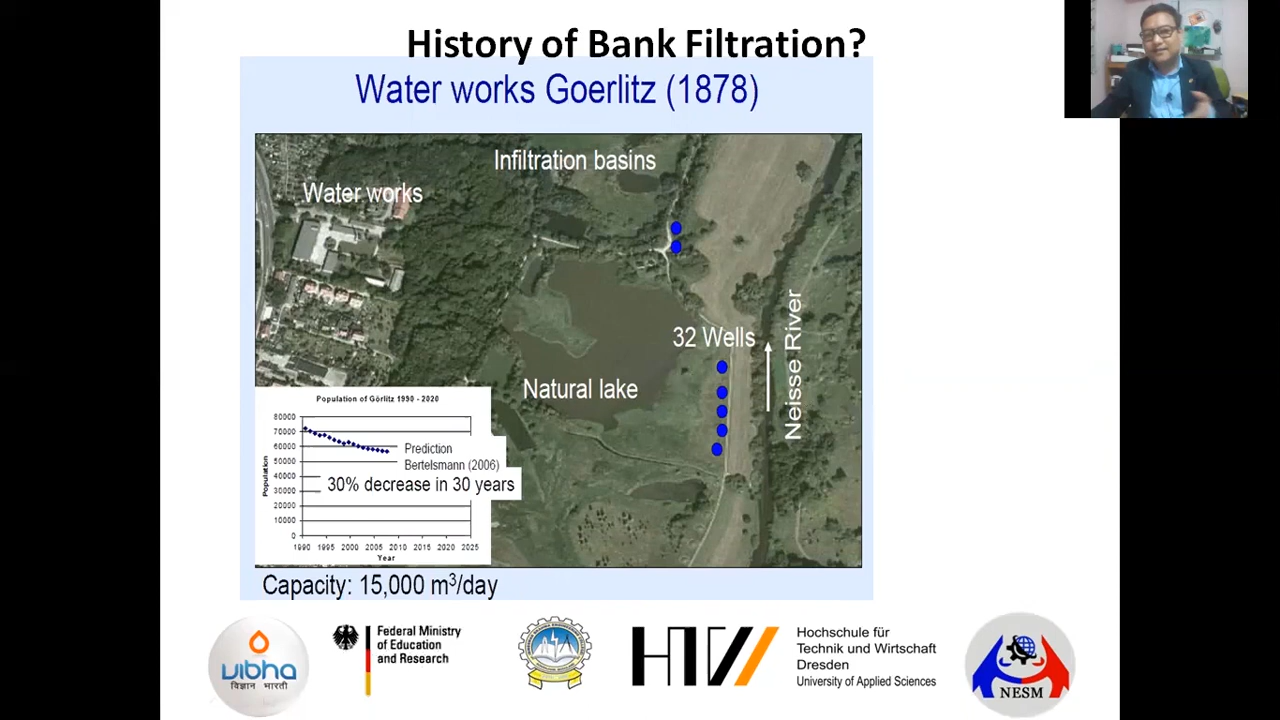 History of Bank Filtration?
Water works Goerlitz (1878)
Infiltration basins
Water works
32 Wells
Natural lake
Neisse River
Population of Görlitz 1990 - 2020
80000
70000
60000
50000
40000
30000
20000
10000
0
Population
Prediction
Bertelsmann (2006)
30% decrease in 30 years
1990 1995 2000 2005 2010 2015 2020 2025
Year
Capacity: 15,000 m³/day
vibha
विज्ञान भारती
Federal Ministry
of Education
and Research
HTW
Hochschule für
Technik und Wirtschaft
Dresden
University of Applied Sciences
NESM